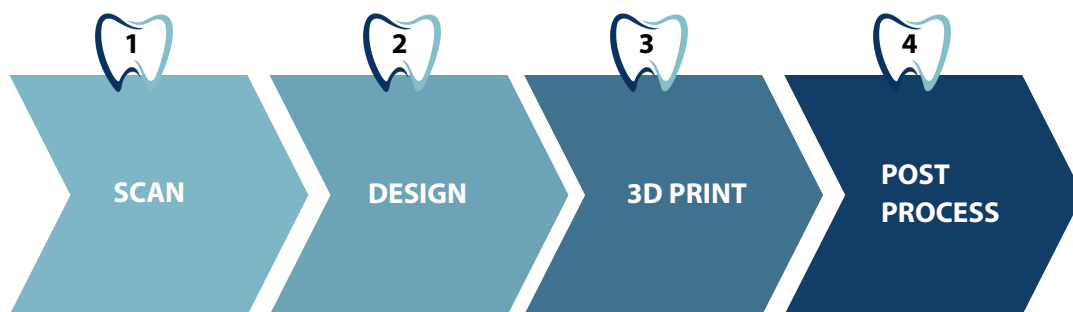 1
2
3
4
SCAN
DESIGN
3D PRINT
POST
PROCESS